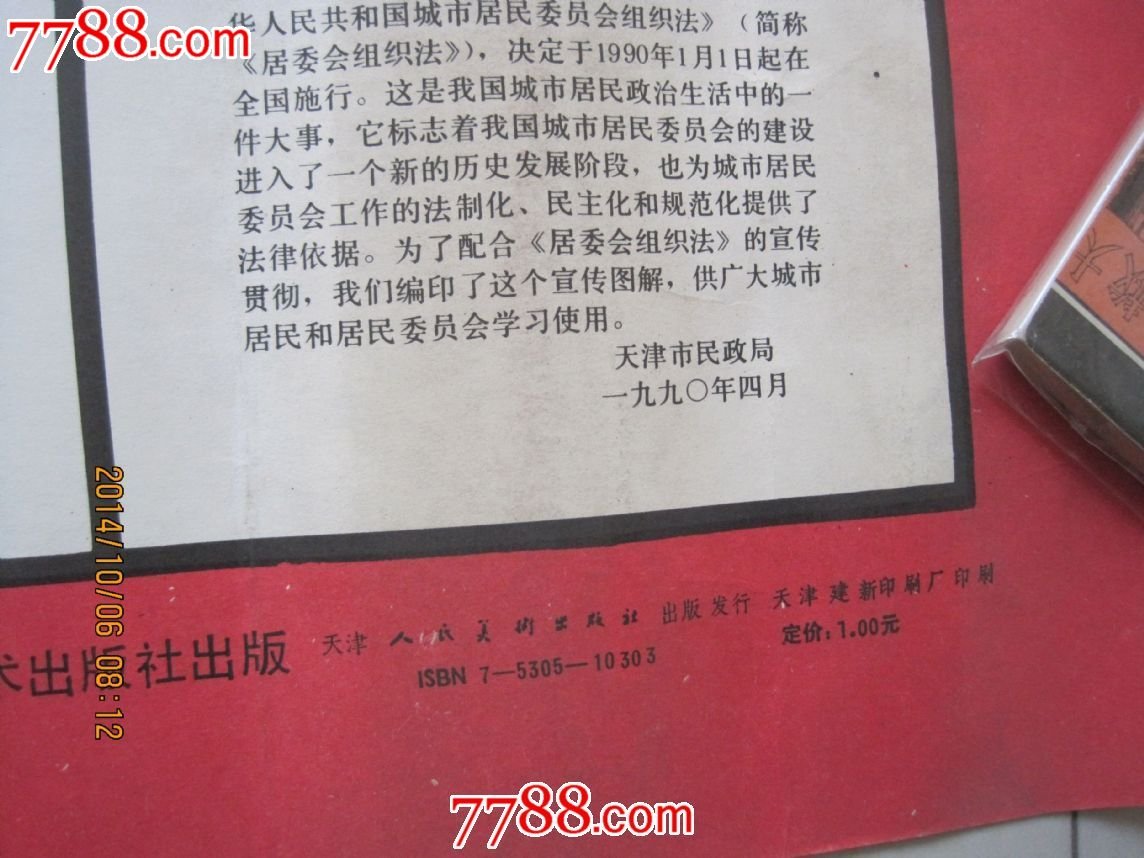 7788.com
华人民共和国城市居民委员会组织法》（简称
《居委会组织法》），决定于1990年1月1日起在
全国施行。这是我国城市居民政治生活中的一
件大事，它标志着我国城市居民委员会的建设
进入了一个新的历史发展阶段，也为城市居民
委员会工作的法制化、民主化和规范化提供了
法律依据。为了配合《居委会组织法》的宣传
贯彻，我们编印了这个宣传图解，供广大城市
居民和居民委员会学习使用。
天津市民政局
一九九〇年四月
7788.com
2014/10/06 08:12
出版社出版
天津 人民美术出版社 出版发行 天津建新印刷厂印刷
ISBN 7—5305—10303
定价：1.00元
7788.com